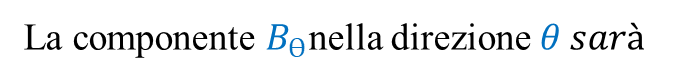 La componente B_θ nella direzione θ sarà